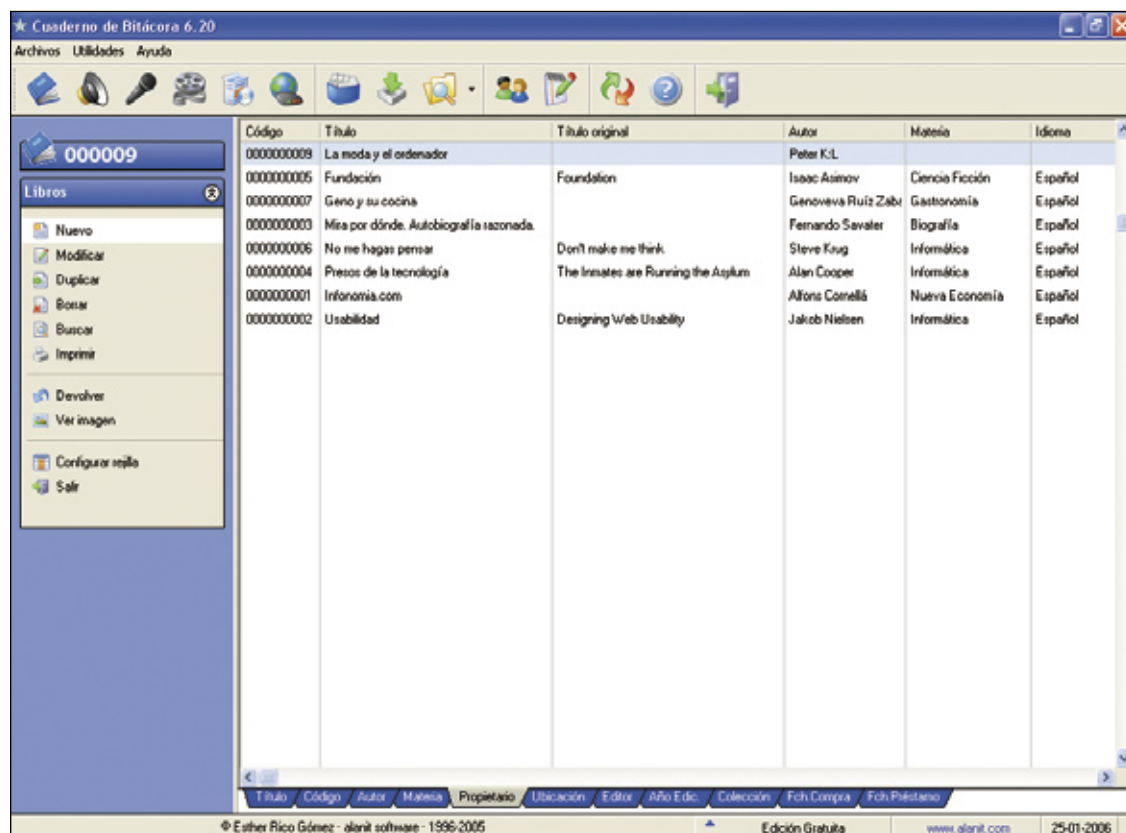 Cuaderno de Bitácora 6.20
Archivos Utilidades Ayuda
000009
Libros
Nuevo
Modificar
Duplicar
Borrar
Buscar
Imprimir
Devolver
Ver imagen
Configurar rejilla
Salir
Código Título Título original Autor Materia Idioma
0000000009 La moda y el ordenador Peter K:L
0000000005 Fundación Foundation Isaac Asimov Ciencia Ficción Español
0000000007 Geno y su cocina Genoveva Ruíz Zaba Gastronomía Español
0000000003 Mira por dónde. Autobiografía razonada. Fernando Savater Biografía Español
0000000006 No me hagas pensar Don't make me think. Steve Krug Informática Español
0000000004 Presos de la tecnología The Inmates are Running the Asylum Alan Cooper Informática Español
0000000001 Infonomia.com Alfons Cornellá Nueva Economía Español
0000000002 Usabilidad Designing Web Usability Jakob Nielsen Informática Español
Título Código Autor Materia Propietario Ubicación Editor Año Edic. Colección Fch.Compra Fch.Préstamo
© Esther Rico Gómez - alanit software - 1996-2005 Edición Gratuita www.alanit.com 25-01-2006